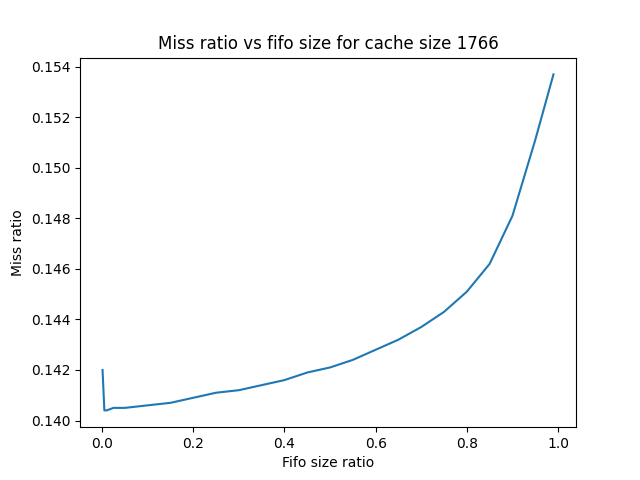 Miss ratio vs fifo size for cache size 1766
0.154
0.152
0.150
0.148
0.146
0.144
0.142
0.140
Miss ratio
0.0 0.2 0.4 0.6 0.8 1.0
Fifo size ratio